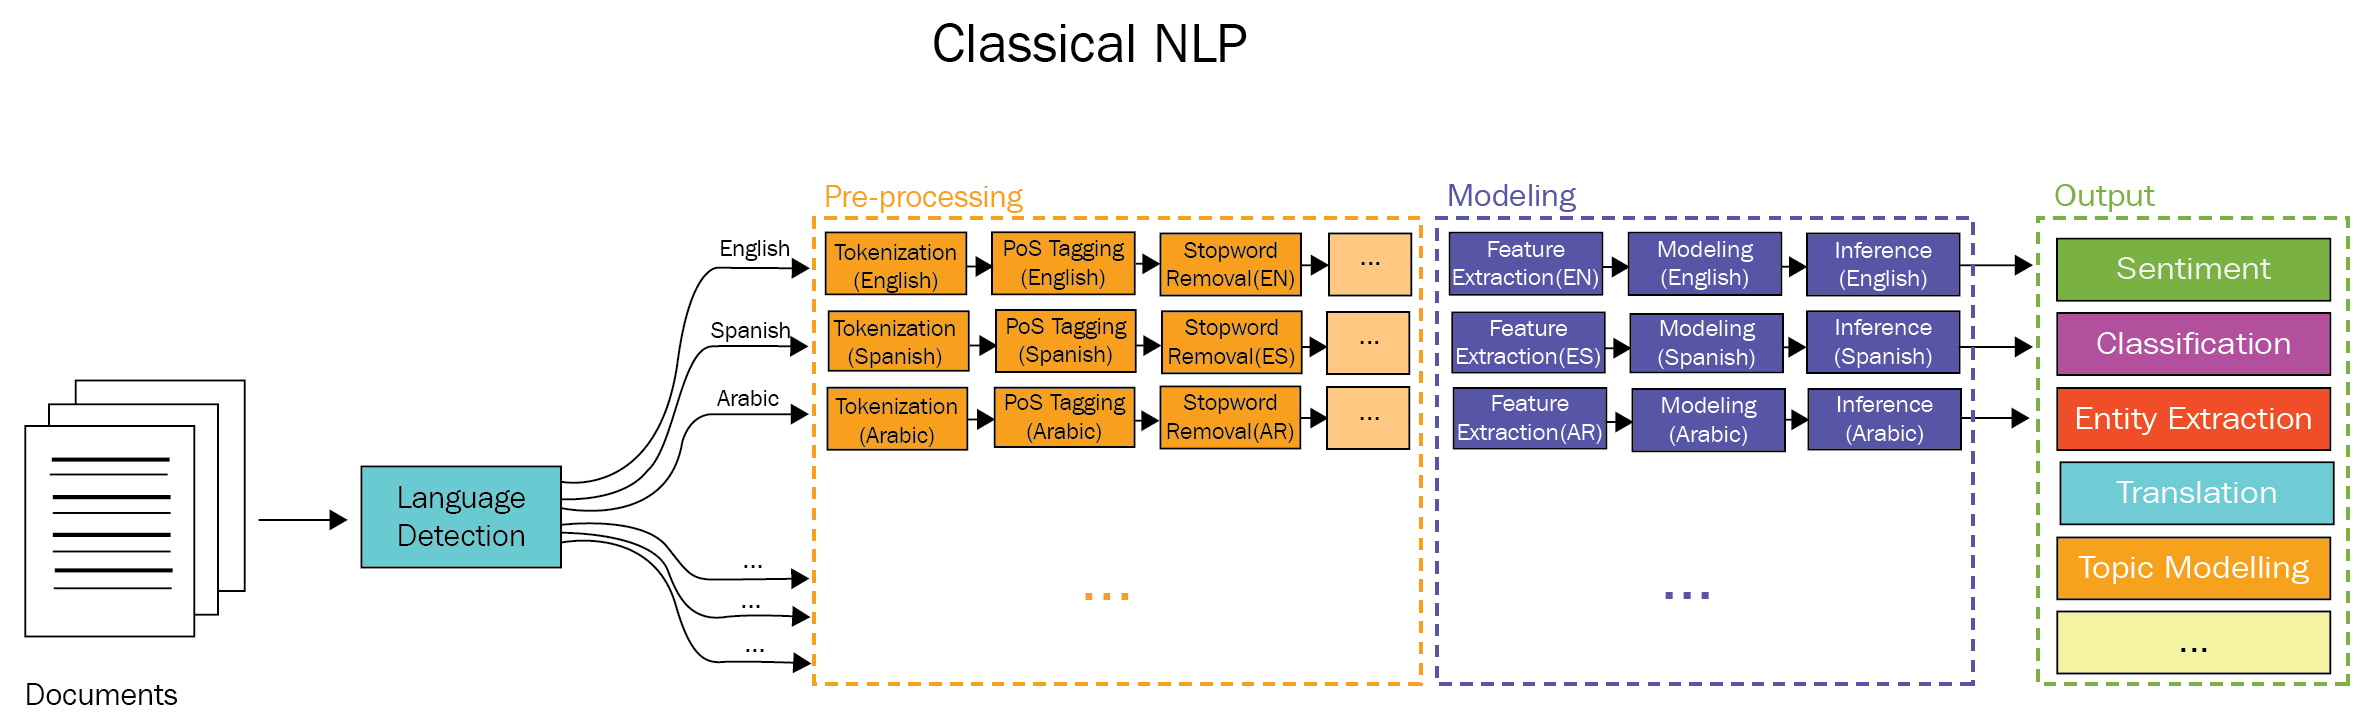 Classical NLP
Pre-processing
Modeling
Output
English
Tokenization
(English)
PoS Tagging
(English)
Stopword
Removal(EN)
...
Feature
Extraction(EN)
Modeling
(English)
Inference
(English)
Sentiment
Spanish
Tokenization
(Spanish)
PoS Tagging
(Spanish)
Stopword
Removal(ES)
...
Feature
Extraction(ES)
Modeling
(Spanish)
Inference
(Spanish)
Classification
Arabic
Tokenization
(Arabic)
PoS Tagging
(Arabic)
Stopword
Removal(AR)
...
Feature
Extraction(AR)
Modeling
(Arabic)
Inference
(Arabic)
Entity Extraction
Language
Detection
Translation
...
...
...
...
...
Topic Modelling
...
Documents